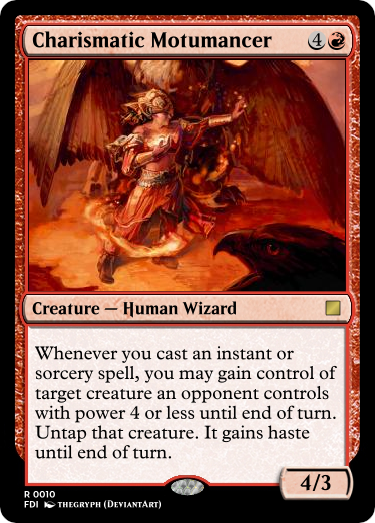 Charismatic Motumancer 4
Creature — Human Wizard
Whenever you cast an instant or
sorcery spell, you may gain control of
target creature an opponent controls
with power 4 or less until end of turn.
Untap that creature. It gains haste
until end of turn.
4/3
R 0010
FDI THEGRYPH (DEVIANTART)